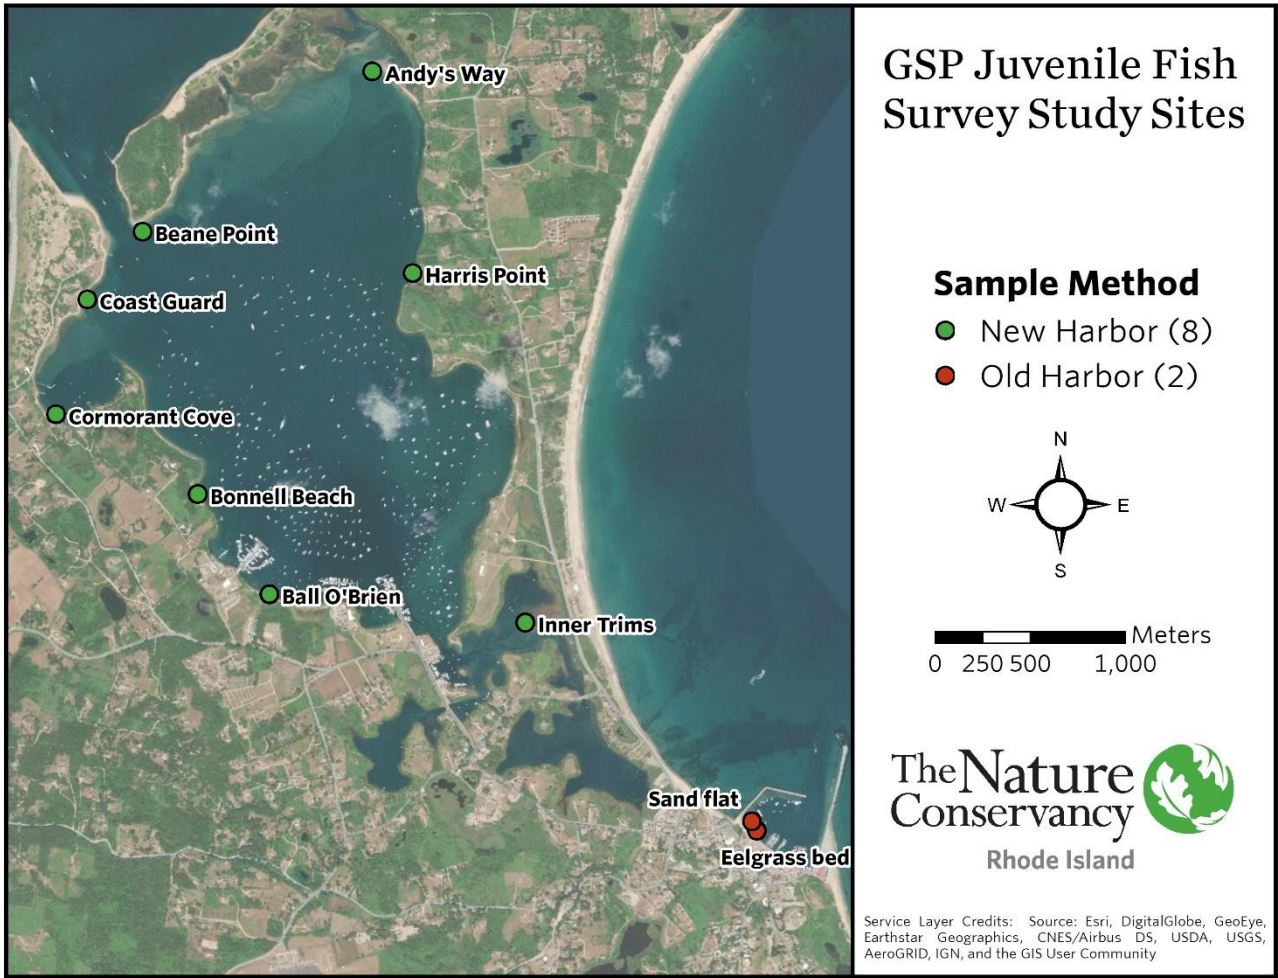 Andy's Way
Beane Point
Harris Point
Coast Guard
Cormorant Cove
Bonnell Beach
Ball O'Brien
Inner Trims
Sand flat
Eelgrass bed
GSP Juvenile Fish
Survey Study Sites
Sample Method
New Harbor (8)
Old Harbor (2)
N
W E
S
Meters
0 250 500 1,000
The Nature
Conservancy
Rhode Island
Service Layer Credits: Source: Esri, DigitalGlobe, GeoEye,
Earthstar Geographics, CNES/Airbus DS, USDA, USGS,
AeroGRID, IGN, and the GIS User Community